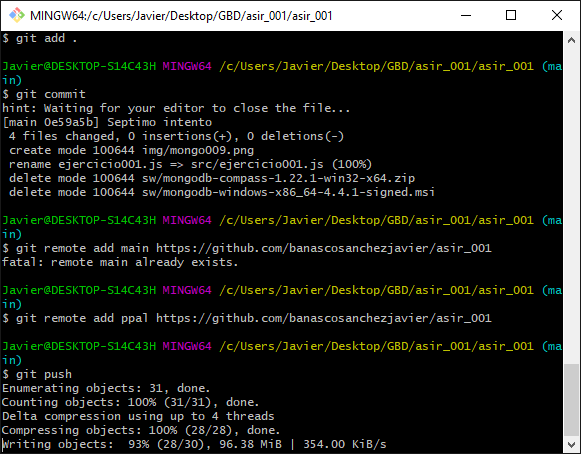 MINGW64:/c/Users/Javier/Desktop/GBD/asir_001/asir_001
$ git add .
Javier@DESKTOP-S14C43H MINGW64 /c/Users/Javier/Desktop/GBD/asir_001/asir_001 (ma
in)
$ git commit
hint: Waiting for your editor to close the file...
[main 0e59a5b] Septimo intento
 4 files changed, 0 insertions(+), 0 deletions(-)
 create mode 100644 img/mongo009.png
 rename ejercicio001.js => src/ejercicio001.js (100%)
 delete mode 100644 sw/mongodb-compass-1.22.1-win32-x64.zip
 delete mode 100644 sw/mongodb-windows-x86_64-4.4.1-signed.msi
Javier@DESKTOP-S14C43H MINGW64 /c/Users/Javier/Desktop/GBD/asir_001/asir_001 (ma
in)
$ git remote add main https://github.com/banascosanchezjavier/asir_001
fatal: remote main already exists.
Javier@DESKTOP-S14C43H MINGW64 /c/Users/Javier/Desktop/GBD/asir_001/asir_001 (ma
in)
$ git remote add ppal https://github.com/banascosanchezjavier/asir_001
Javier@DESKTOP-S14C43H MINGW64 /c/Users/Javier/Desktop/GBD/asir_001/asir_001 (ma
in)
$ git push
Enumerating objects: 31, done.
Counting objects: 100% (31/31), done.
Delta compression using up to 4 threads
Compressing objects: 100% (28/28), done.
Writing objects:  93% (28/30), 96.38 MiB | 354.00 KiB/s